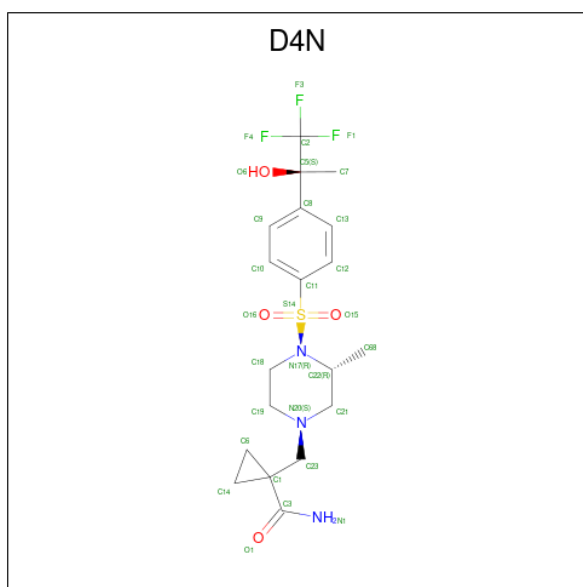 D4N
F3
F
F4 F F F1
C2
C5(S)
O6 HO C7
C8
C9 C13
C10 C12
C11
S14
O16 O S O O15
N C68
C18 N17(R)
C22(R)
N20(S)
C19 C21
N
C6
C23
C14 C1
C3
NH2N1
O
O1